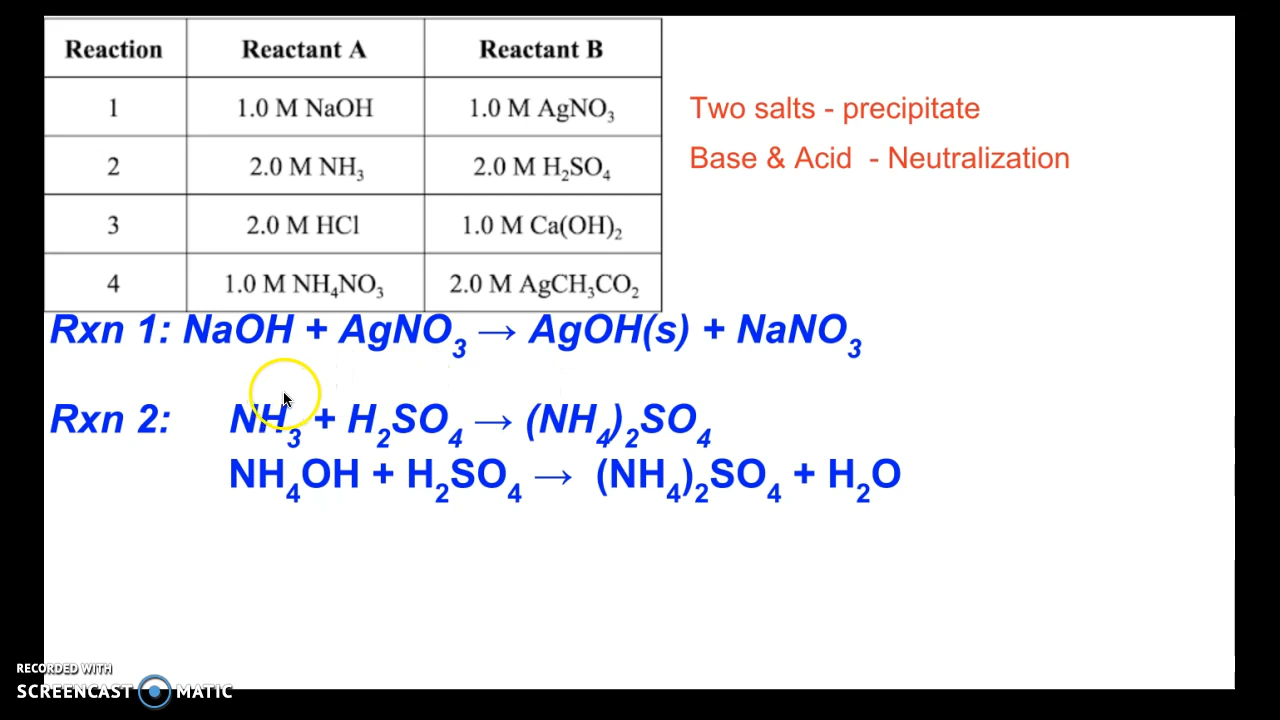 Reaction Reactant A Reactant B
1 1.0 M NaOH 1.0 M AgNO₃
Two salts - precipitate
Base & Acid - Neutralization
2 2.0 M NH₃ 2.0 M H₂SO₄
3 2.0 M HCl 1.0 M Ca(OH)₂
4 1.0 M NH₄NO₃ 2.0 M AgCH₃CO₂
Rxn 1: NaOH + AgNO₃ → AgOH(s) + NaNO₃
Rxn 2: NH₃ + H₂SO₄ → (NH₄)₂SO₄
NH₄OH + H₂SO₄ → (NH₄)₂SO₄ + H₂O
RECORDED WITH
SCREENCAST MATIC